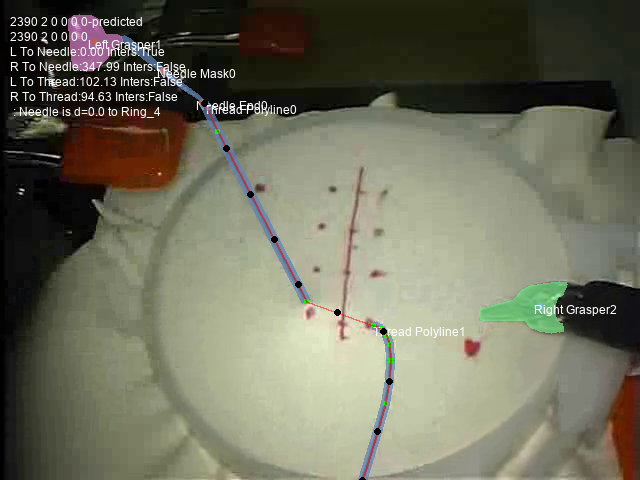 2390 2 0 0 0 0-predicted
2390 2 0 0 0 0
Left Grasper1
L To Needle:0.00 Inters:True
R To Needle:347.99 Inters:False
Needle Mask0
L To Thread:102.13 Inters:False
R To Thread:94.63 Inters:False
Needle End0
Thread Polyline0
: Needle is d=0.0 to Ring_4
Right Grasper2
Thread Polyline1